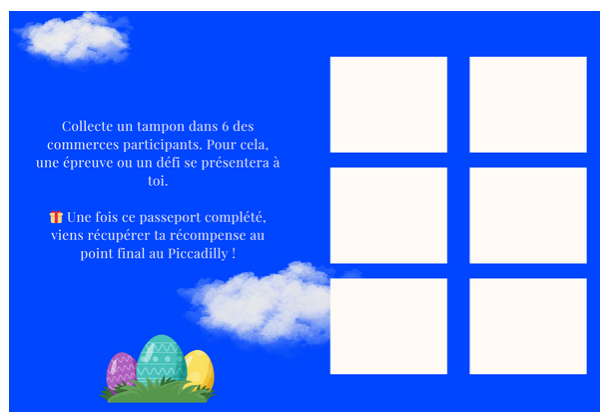 Collecte un tampon dans 6 des
commerces participants. Pour cela,
une épreuve ou un défi se présentera à
toi.
🎁 Une fois ce passeport complété,
viens récupérer ta récompense au
point final au Piccadilly !